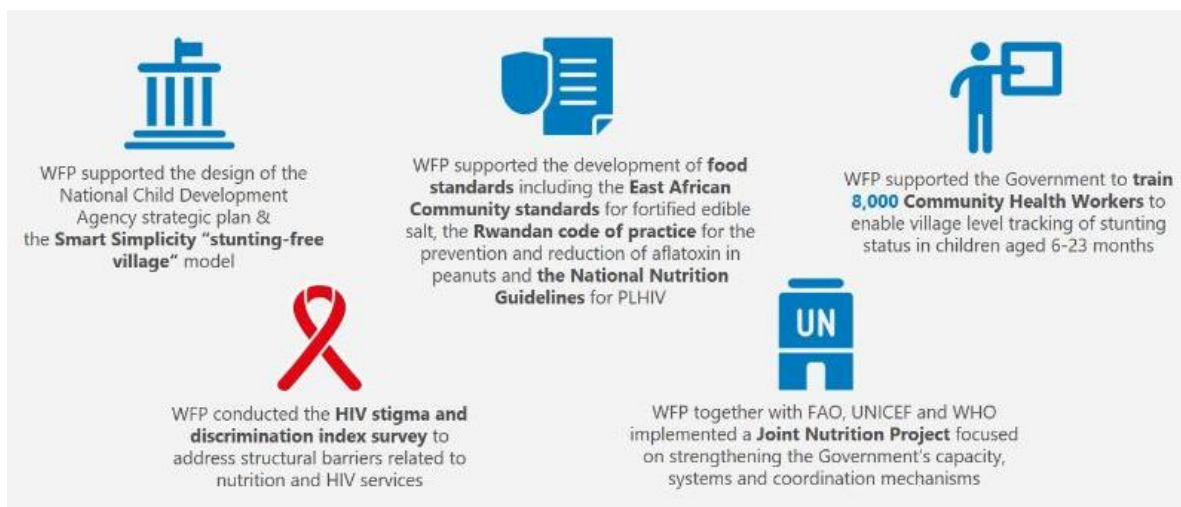 WFP supported the design of the
National Child Development
Agency strategic plan &
the Smart Simplicity “stunting-free
village” model
WFP supported the development of food
standards including the East African
Community standards for fortified edible
salt, the Rwandan code of practice for the
prevention and reduction of aflatoxin in
peanuts and the National Nutrition
Guidelines for PLHIV
WFP supported the Government to train
8,000 Community Health Workers to
enable village level tracking of stunting
status in children aged 6-23 months
WFP conducted the HIV stigma and
discrimination index survey to
address structural barriers related to
nutrition and HIV services
UN
WFP together with FAO, UNICEF and WHO
implemented a Joint Nutrition Project focused
on strengthening the Government's capacity,
systems and coordination mechanisms